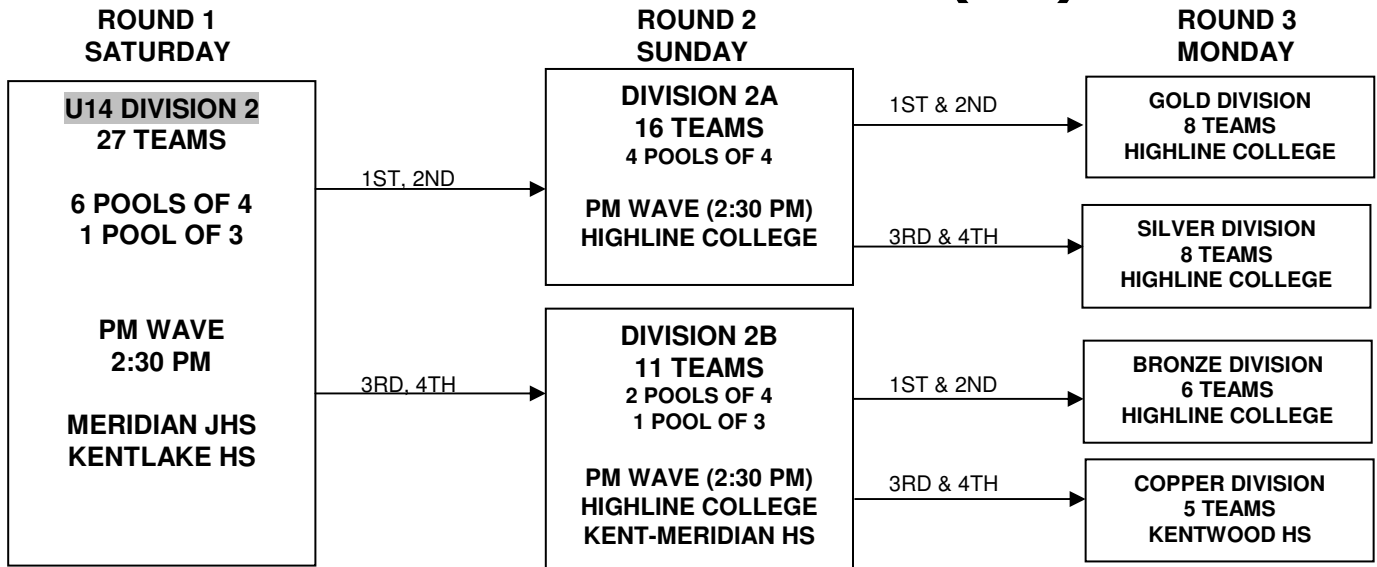 ROUND 1
SATURDAY
U14 DIVISION 2
27 TEAMS
6 POOLS OF 4
1 POOL OF 3
PM WAVE
2:30 PM
MERIDIAN JHS
KENTLAKE HS
1ST, 2ND
3RD, 4TH
ROUND 2
SUNDAY
DIVISION 2A
16 TEAMS
4 POOLS OF 4
PM WAVE (2:30 PM)
HIGHLINE COLLEGE
DIVISION 2B
11 TEAMS
2 POOLS OF 4
1 POOL OF 3
PM WAVE (2:30 PM)
HIGHLINE COLLEGE
KENT-MERIDIAN HS
1ST & 2ND
3RD & 4TH
1ST & 2ND
3RD & 4TH
ROUND 3
MONDAY
GOLD DIVISION
8 TEAMS
HIGHLINE COLLEGE
SILVER DIVISION
8 TEAMS
HIGHLINE COLLEGE
BRONZE DIVISION
6 TEAMS
HIGHLINE COLLEGE
COPPER DIVISION
5 TEAMS
KENTWOOD HS